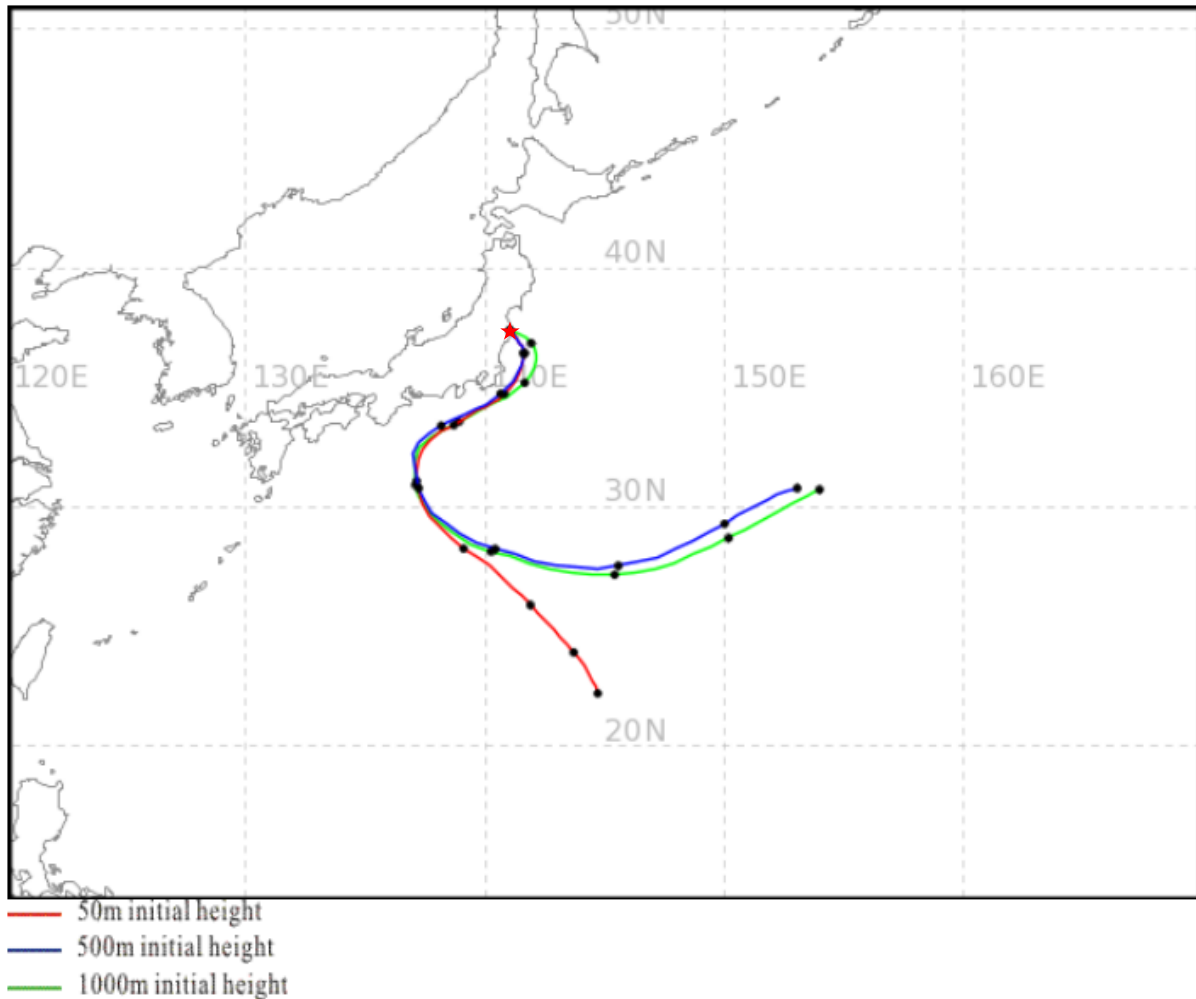 50N
40N
120E 130E 140E 150E 160E
30N
20N
50m initial height
500m initial height
1000m initial height